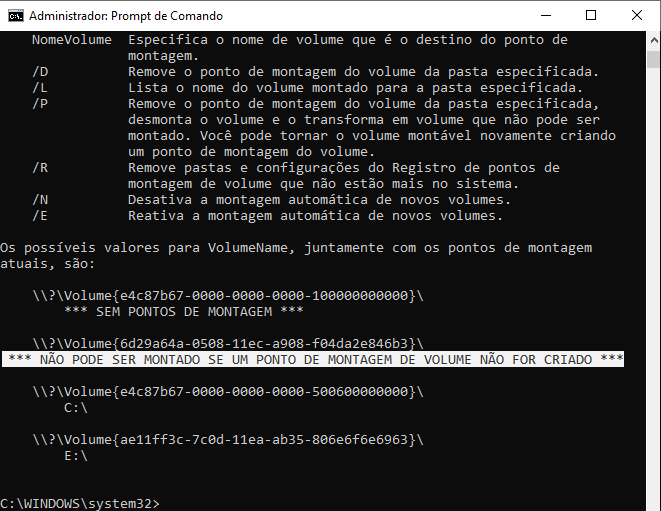 Administrador: Prompt de Comando
NomeVolume Especifica o nome de volume que é o destino do ponto de
montagem.
/D Remove o ponto de montagem do volume da pasta especificada.
/L Lista o nome do volume montado para a pasta especificada.
/P Remove o ponto de montagem do volume da pasta especificada,
desmonta o volume e o transforma em volume que não pode ser
montado. Você pode tornar o volume montável novamente criando
um ponto de montagem do volume.
/R Remove pastas e configurações do Registro de pontos de
montagem de volume que não estão mais no sistema.
/N Desativa a montagem automática de novos volumes.
/E Reativa a montagem automática de novos volumes.
Os possíveis valores para VolumeName, juntamente com os pontos de montagem
atuais, são:
\\?\Volume{e4c87b67-0000-0000-0000-100000000000}\
*** SEM PONTOS DE MONTAGEM ***
\\?\Volume{6d29a64a-0508-11ec-a908-f04da2e846b3}\
*** NÃO PODE SER MONTADO SE UM PONTO DE MONTAGEM DE VOLUME NÃO FOR CRIADO ***
\\?\Volume{e4c87b67-0000-0000-0000-500600000000}\
C:\
\\?\Volume{ae11ff3c-7c0d-11ea-ab35-806e6f6e6963}\
E:\
C:\WINDOWS\system32>